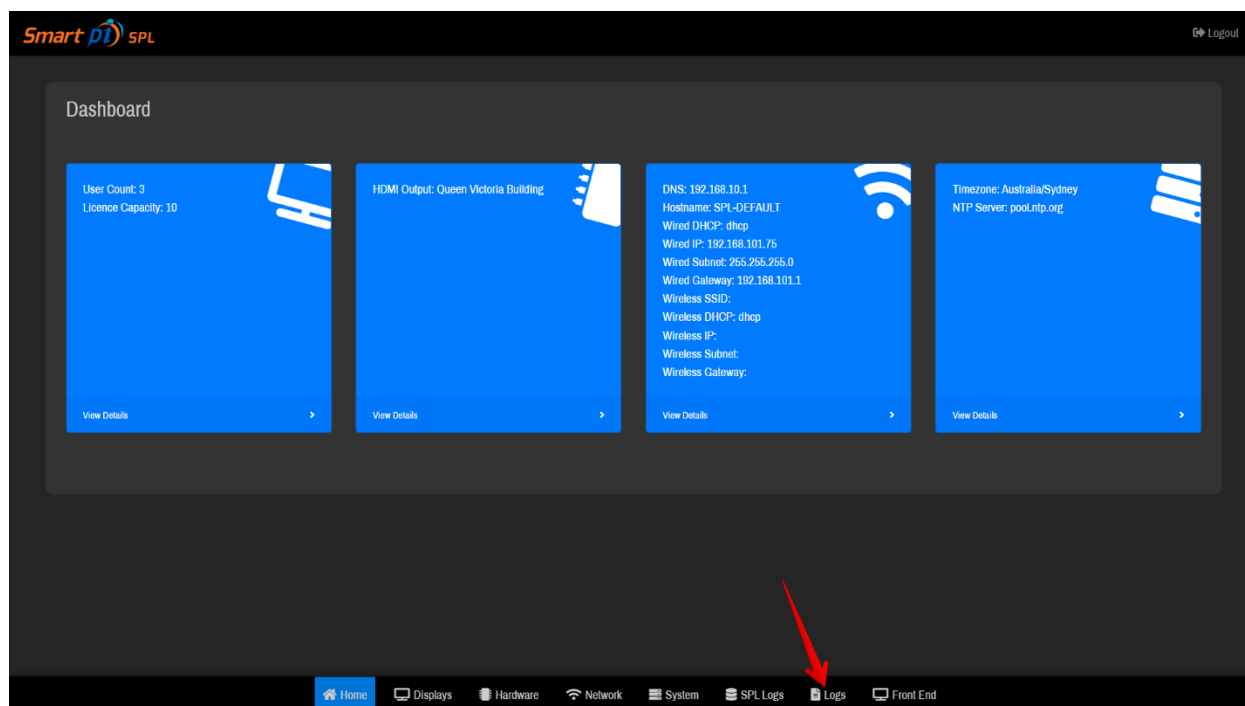 Smart pi SPL
Logout
Dashboard
User Count: 3
Licence Capacity: 10
View Details
HDMI Output: Queen Victoria Building
View Details
DNS: 192.168.10.1
Hostname: SPL-DEFAULT
Wired DHCP: dhcp
Wired IP: 192.168.101.75
Wired Subnet: 255.255.255.0
Wired Gateway: 192.168.101.1
Wireless SSID:
Wireless DHCP: dhcp
Wireless IP:
Wireless Subnet:
Wireless Gateway:
View Details
Timezone: Australia/Sydney
NTP Server: pool.ntp.org
View Details
Home Displays Hardware Network System SPL Logs Logs Front End